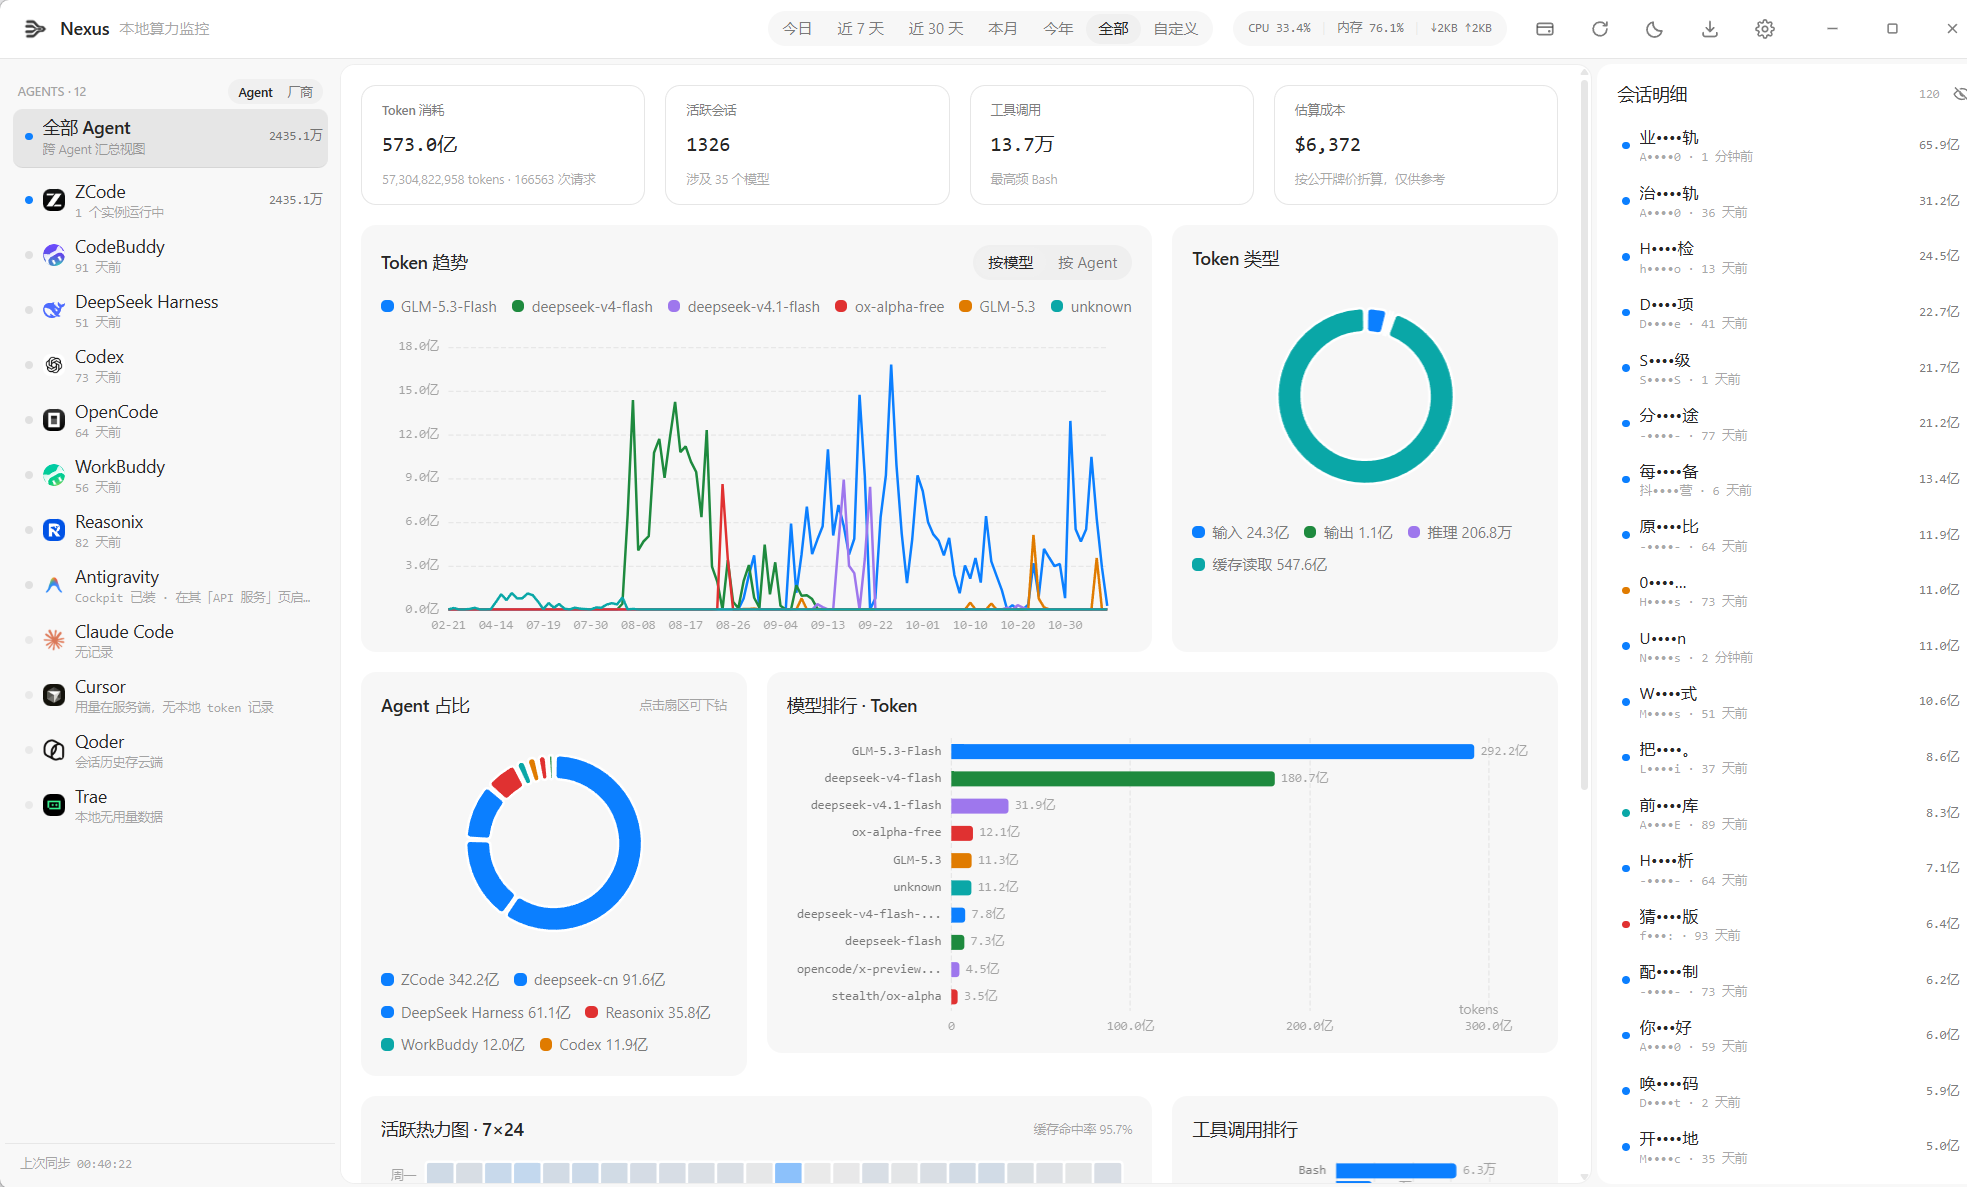 Nexus 本地算力监控
今日 近 7 天 近 30 天 本月 今年 全部 自定义
CPU 33.4% 内存 76.1% ↓2KB ↑2KB
AGENTS · 12
Agent 厂商
全部 Agent
跨 Agent 汇总视图
2435.1万
ZCode
1 个实例运行中
2435.1万
CodeBuddy
91 天前
DeepSeek Harness
51 天前
Codex
73 天前
OpenCode
64 天前
WorkBuddy
56 天前
Reasonix
82 天前
Antigravity
Cockpit 已装 · 在其「API 服务」页启…
Claude Code
无记录
Cursor
用量在服务端，无本地 token 记录
Qoder
会话历史存云端
Trae
本地无用量数据
上次同步 00:40:22
Token 消耗
573.0亿
57,304,822,958 tokens · 166563 次请求
活跃会话
1326
涉及 35 个模型
工具调用
13.7万
最高频 Bash
估算成本
$6,372
按公开牌价折算，仅供参考
Token 趋势
按模型 按 Agent
GLM-5.3-Flash deepseek-v4-flash deepseek-v4.1-flash ox-alpha-free GLM-5.3 unknown
18.0亿
15.0亿
12.0亿
9.0亿
6.0亿
3.0亿
0.0亿
02-21 04-14 07-19 07-30 08-08 08-17 08-26 09-04 09-13 09-22 10-01 10-10 10-20 10-30
Token 类型
输入 24.3亿 输出 1.1亿 推理 206.8万
缓存读取 547.6亿
Agent 占比
点击扇区可下钻
ZCode 342.2亿 deepseek-cn 91.6亿
DeepSeek Harness 61.1亿 Reasonix 35.8亿
WorkBuddy 12.0亿 Codex 11.9亿
模型排行 · Token
GLM-5.3-Flash 292.2亿
deepseek-v4-flash 180.7亿
deepseek-v4.1-flash 31.9亿
ox-alpha-free 12.1亿
GLM-5.3 11.3亿
unknown 11.2亿
deepseek-v4-flash-... 7.8亿
deepseek-flash 7.3亿
opencode/x-preview... 4.5亿
stealth/ox-alpha 3.5亿
tokens
0 100.0亿 200.0亿 300.0亿
活跃热力图 · 7×24
缓存命中率 95.7%
周一
工具调用排行
Bash 6.3万
会话明细 120
业••••轨
A••••0 · 1 分钟前
65.9亿
治••••轨
A••••0 · 36 天前
31.2亿
H••••检
h••••o · 13 天前
24.5亿
D••••项
D••••e · 41 天前
22.7亿
S••••级
S••••S · 1 天前
21.7亿
分••••途
-••••- · 77 天前
21.2亿
每••••备
抖••••营 · 6 天前
13.4亿
原••••比
-••••- · 64 天前
11.9亿
0••••…
H••••s · 73 天前
11.0亿
U••••n
N••••s · 2 分钟前
11.0亿
W••••式
M••••s · 51 天前
10.6亿
把••••。
L••••i · 37 天前
8.6亿
前••••库
A••••E · 89 天前
8.3亿
H••••析
-••••- · 64 天前
7.1亿
猜••••版
f•••: · 93 天前
6.4亿
配••••制
-••••- · 73 天前
6.2亿
你•••好
A••••0 · 59 天前
6.0亿
唤••••码
D••••t · 2 天前
5.9亿
开••••地
M••••c · 35 天前
5.0亿